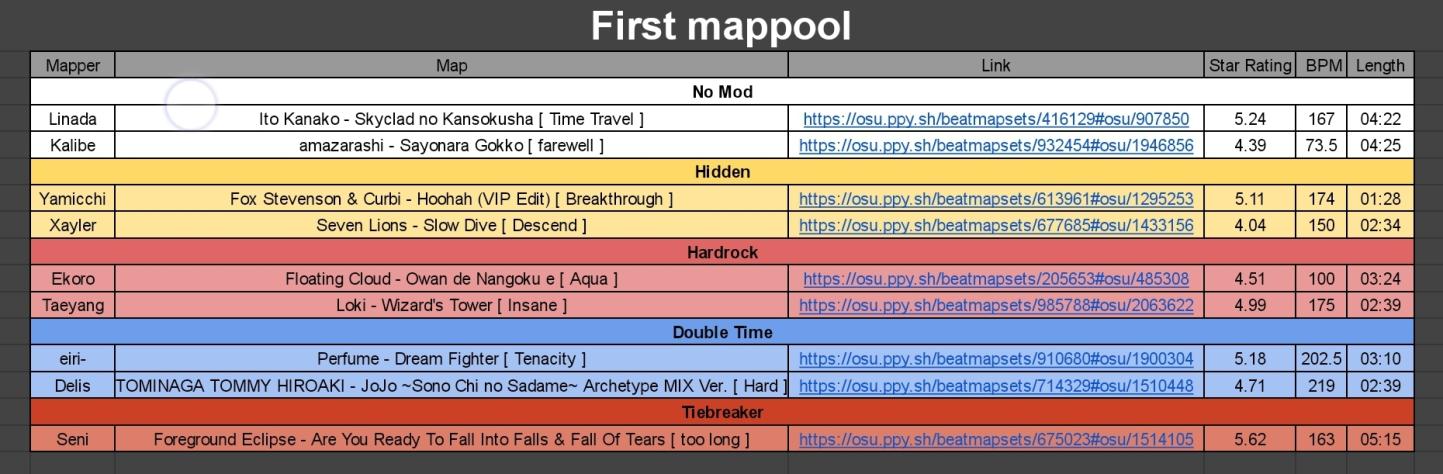 First mappool
Mapper Map Link Star Rating BPM Length
No Mod
Linada Ito Kanako - Skyclad no Kansokusha [ Time Travel ] https://osu.ppy.sh/beatmapsets/416129#osu/907850 5.24 167 04:22
Kalibe amazarashi - Sayonara Gokko [ farewell ] https://osu.ppy.sh/beatmapsets/932454#osu/1946856 4.39 73.5 04:25
Hidden
Yamicchi Fox Stevenson & Curbi - Hoohah (VIP Edit) [ Breakthrough ] https://osu.ppy.sh/beatmapsets/613961#osu/1295253 5.11 174 01:28
Xayler Seven Lions - Slow Dive [ Descend ] https://osu.ppy.sh/beatmapsets/677685#osu/1433156 4.04 150 02:34
Hardrock
Ekoro Floating Cloud - Owan de Nangoku e [ Aqua ] https://osu.ppy.sh/beatmapsets/205653#osu/485308 4.51 100 03:24
Taeyang Loki - Wizard's Tower [ Insane ] https://osu.ppy.sh/beatmapsets/985788#osu/2063622 4.99 175 02:39
Double Time
eiri- Perfume - Dream Fighter [ Tenacity ] https://osu.ppy.sh/beatmapsets/910680#osu/1900304 5.18 202.5 03:10
Delis TOMINAGA TOMMY HIROAKI - JoJo ~Sono Chi no Sadame~ Archetype MIX Ver. [ Hard ] https://osu.ppy.sh/beatmapsets/714329#osu/1510448 4.71 219 02:39
Tiebreaker
Seni Foreground Eclipse - Are You Ready To Fall Into Falls & Fall Of Tears [ too long ] https://osu.ppy.sh/beatmapsets/675023#osu/1514105 5.62 163 05:15